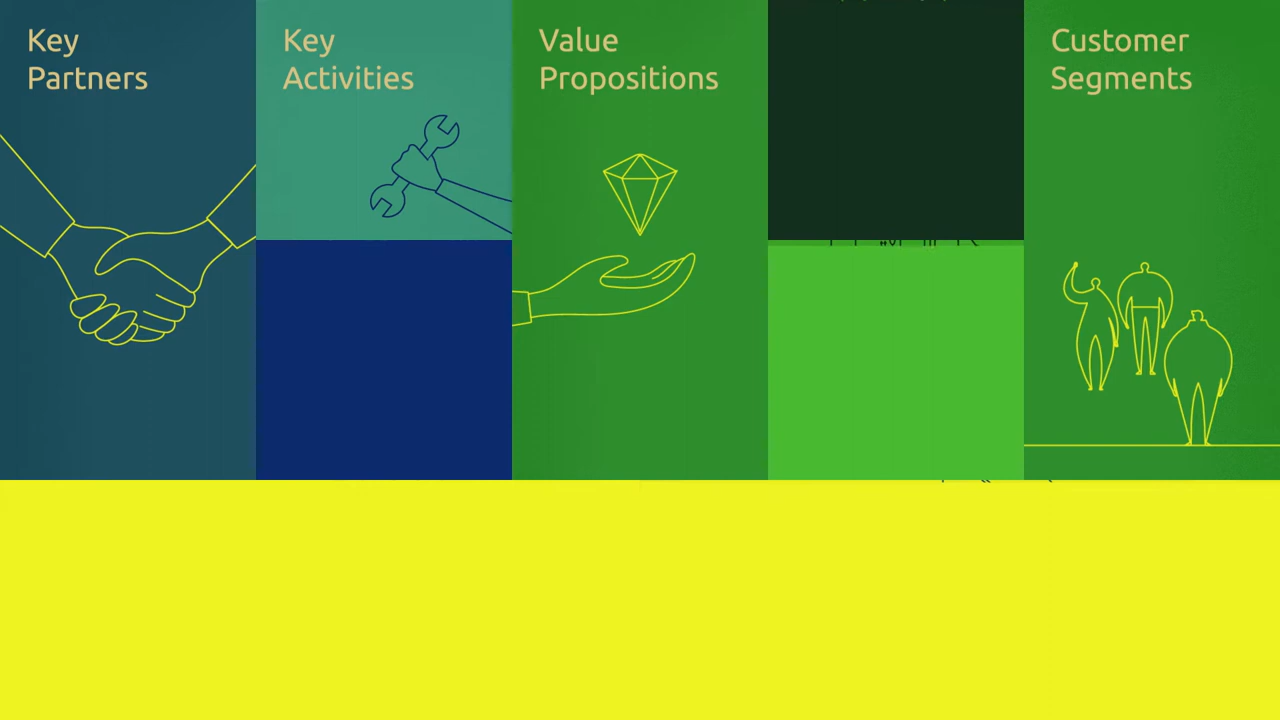 Key
Partners
Key
Activities
Value
Propositions
Customer
Segments